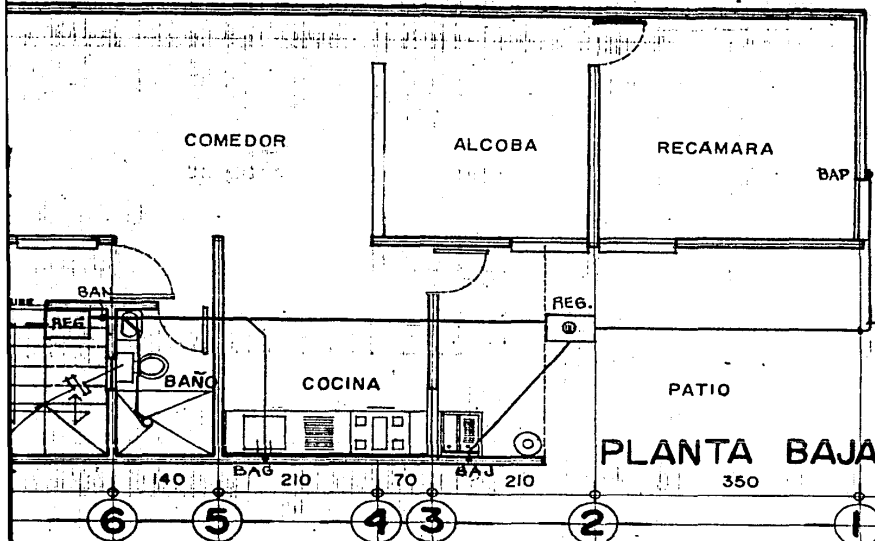 COMEDOR
ALCOBA
RECAMARA
BAP
BAN
REG
REG.
BAÑO
COCINA
PATIO
PLANTA BAJA
BAG
BAJ
140
210
70
210
350
6
5
4
3
2
1